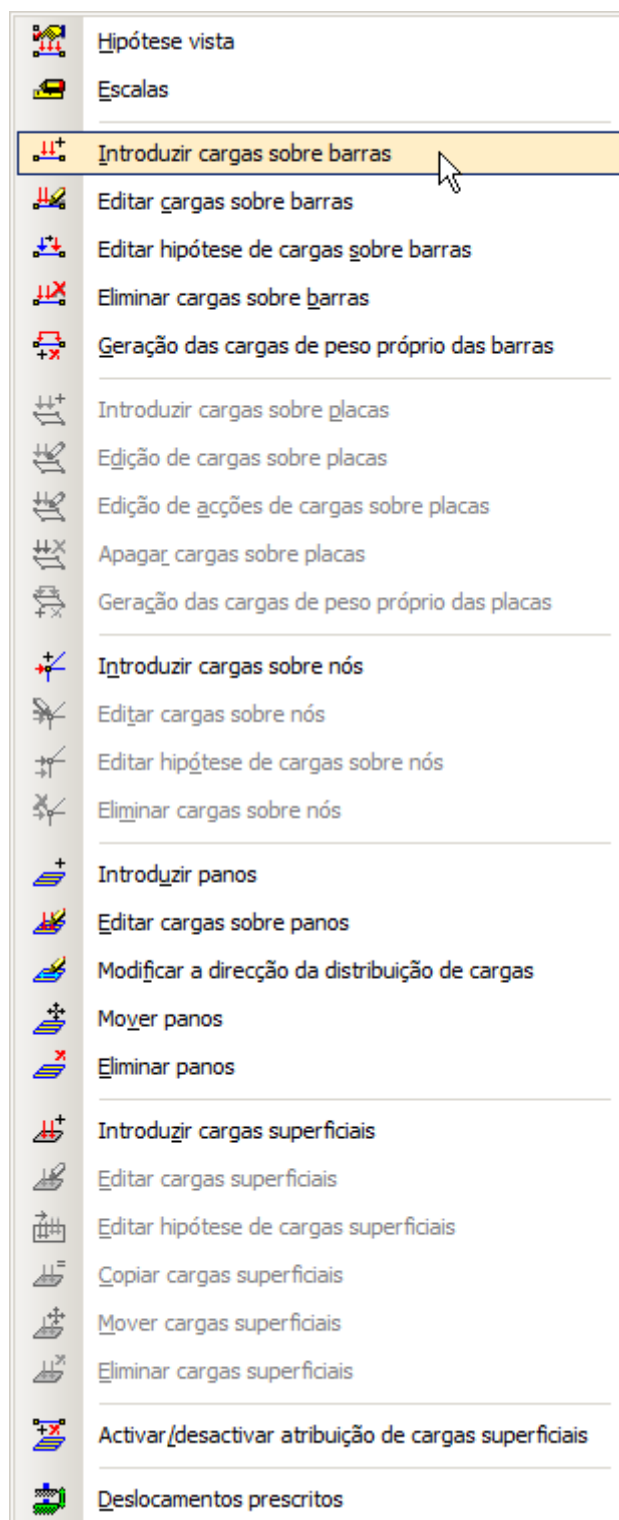 Hipótese vista
Escalas
Introduzir cargas sobre barras
Editar cargas sobre barras
Editar hipótese de cargas sobre barras
Eliminar cargas sobre barras
Geração das cargas de peso próprio das barras
Introduzir cargas sobre placas
Edição de cargas sobre placas
Edição de acções de cargas sobre placas
Apagar cargas sobre placas
Geração das cargas de peso próprio das placas
Introduzir cargas sobre nós
Editar cargas sobre nós
Editar hipótese de cargas sobre nós
Eliminar cargas sobre nós
Introduzir panos
Editar cargas sobre panos
Modificar a direcção da distribuição de cargas
Mover panos
Eliminar panos
Introduzir cargas superficiais
Editar cargas superficiais
Editar hipótese de cargas superficiais
Copiar cargas superficiais
Mover cargas superficiais
Eliminar cargas superficiais
Activar/desactivar atribuição de cargas superficiais
Deslocamentos prescritos